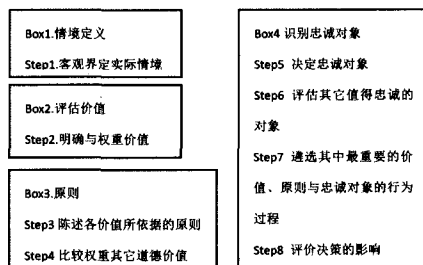 Box1.情境定义
Step1.客观界定实际情境
Box2.评估价值
Step2.明确与权重价值
Box3.原则
Step3 陈述各价值所依据的原则
Step4 比较权重其它道德价值
Box4 识别忠诚对象
Step5 决定忠诚对象
Step6 评估其它值得忠诚的
对象
Step7 遴选其中最重要的价
值、原则与忠诚对象的行为
过程
Step8 评价决策的影响